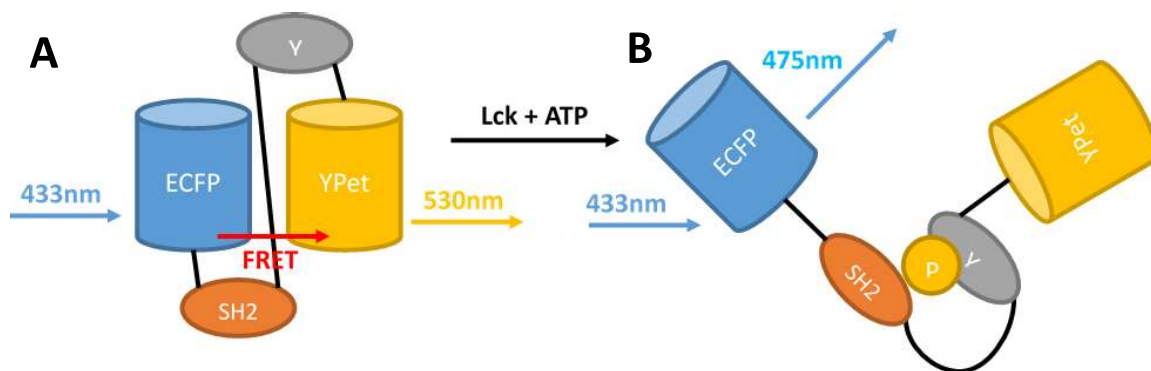 A
Y
ECFP
YPet
433nm
530nm
FRET
SH2
Lck + ATP
B
475nm
ECFP
YPet
433nm
SH2
P
Y